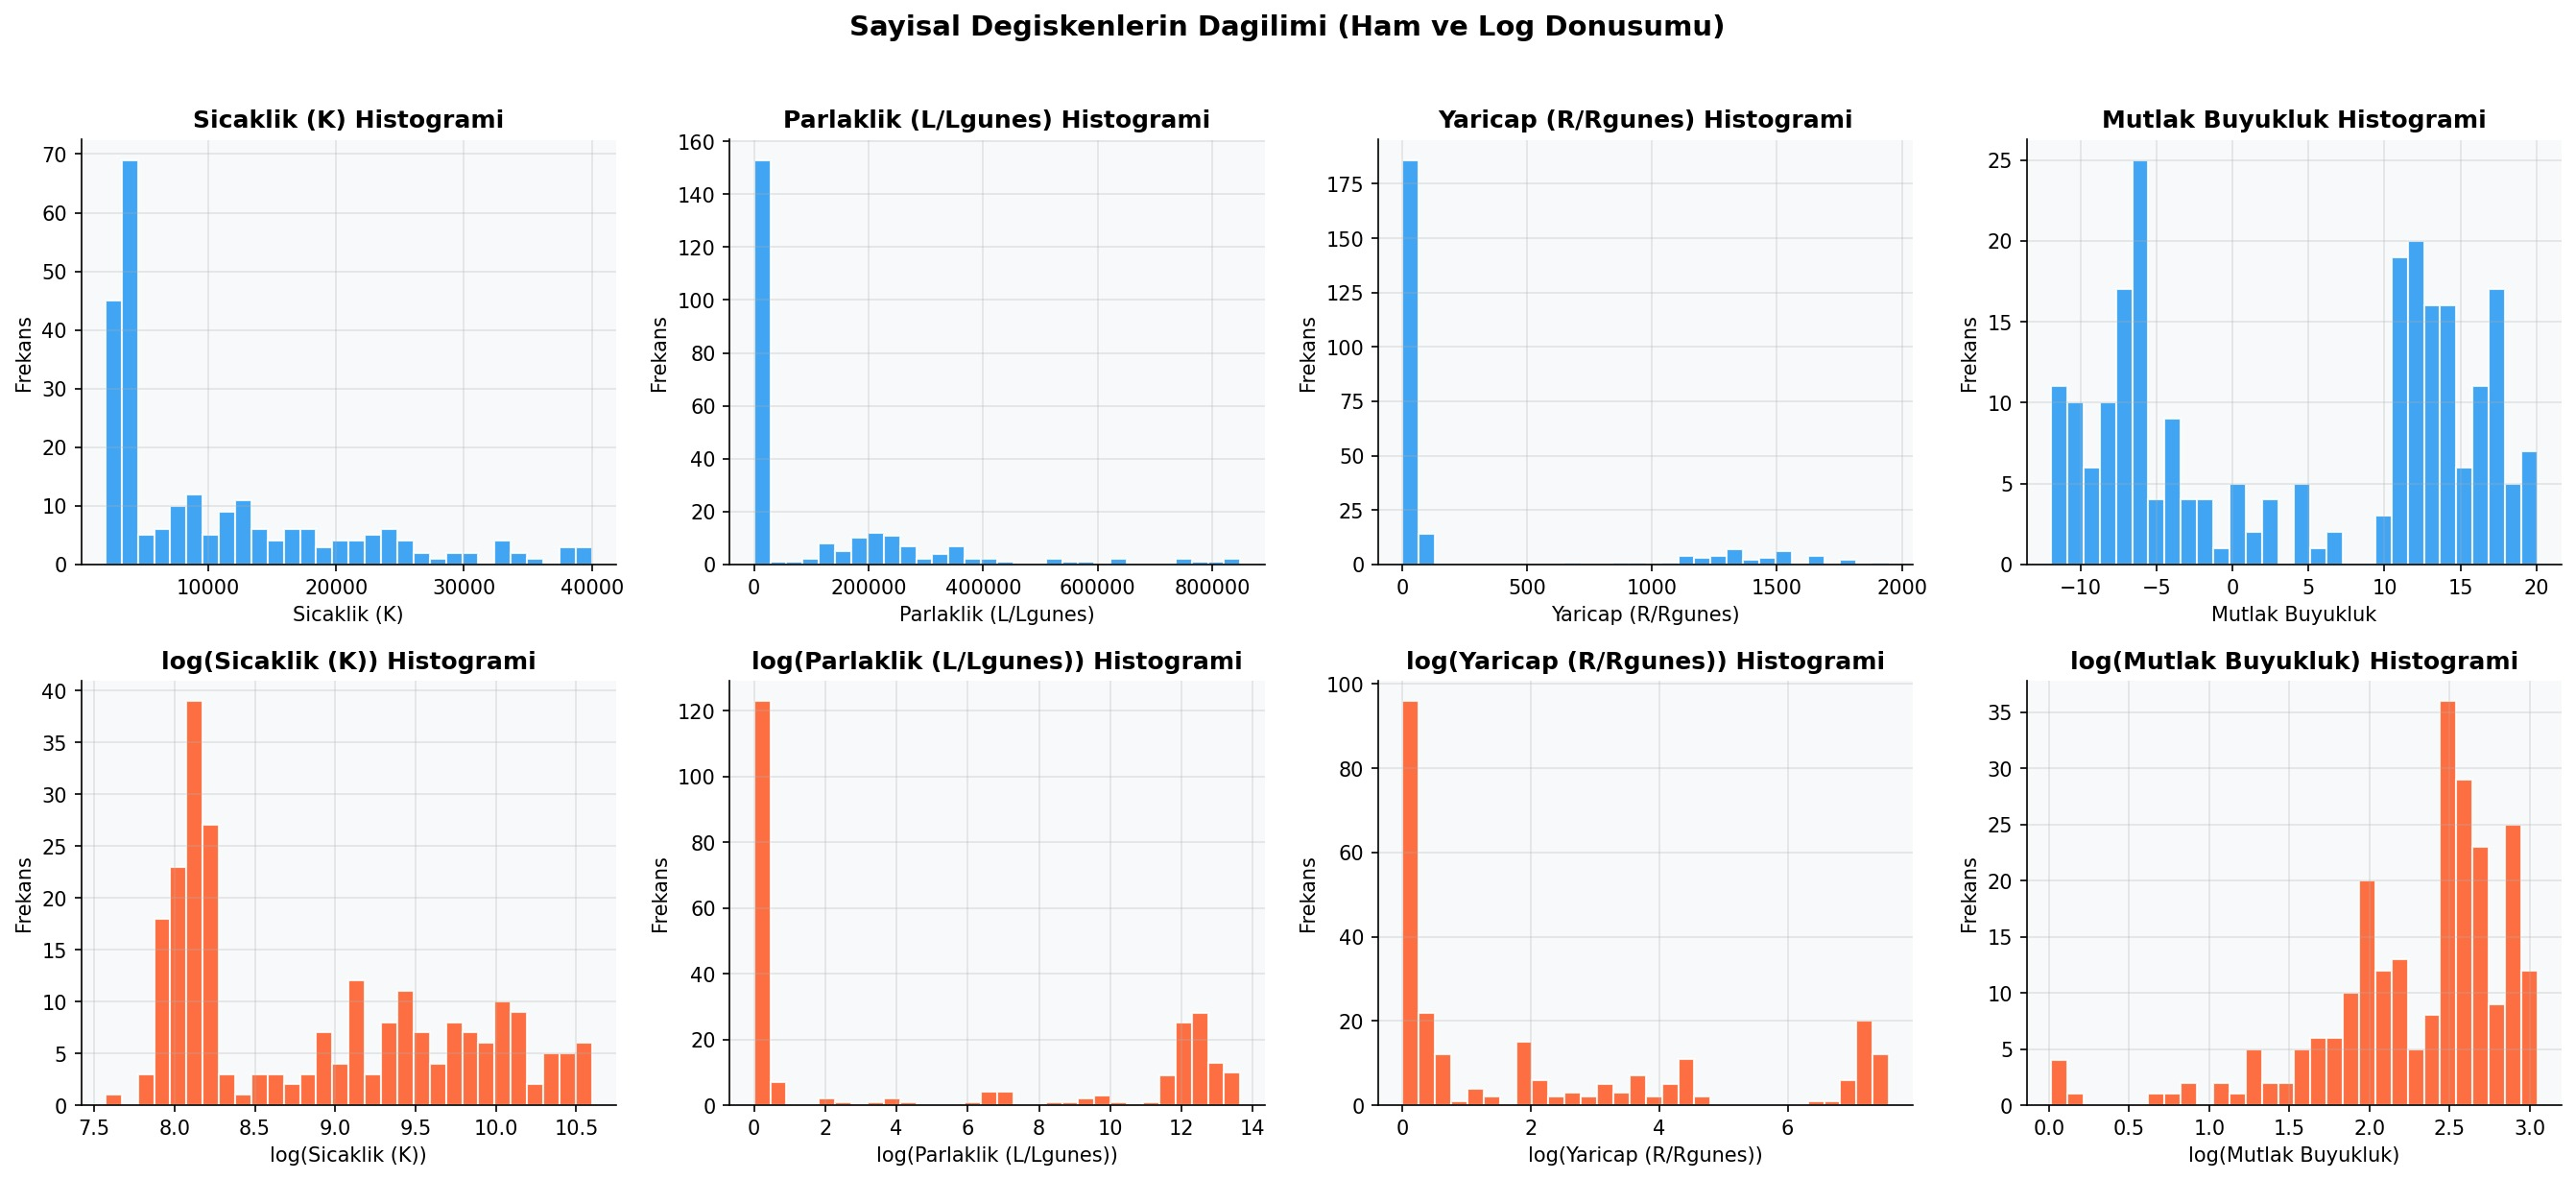 Sayisal Degiskenlerin Dagilimi (Ham ve Log Donusumu)
Sicaklik (K) Histogrami
70
60
50
40
30
20
10
0
Frekans
10000 20000 30000 40000
Sicaklik (K)
Parlaklik (L/Lgunes) Histogrami
160
140
120
100
80
60
40
20
0
Frekans
0 200000 400000 600000 800000
Parlaklik (L/Lgunes)
Yaricap (R/Rgunes) Histogrami
175
150
125
100
75
50
25
0
Frekans
0 500 1000 1500 2000
Yaricap (R/Rgunes)
Mutlak Buyukluk Histogrami
25
20
15
10
5
0
Frekans
−10 −5 0 5 10 15 20
Mutlak Buyukluk
log(Sicaklik (K)) Histogrami
40
35
30
25
20
15
10
5
0
Frekans
7.5 8.0 8.5 9.0 9.5 10.0 10.5
log(Sicaklik (K))
log(Parlaklik (L/Lgunes)) Histogrami
120
100
80
60
40
20
0
Frekans
0 2 4 6 8 10 12 14
log(Parlaklik (L/Lgunes))
log(Yaricap (R/Rgunes)) Histogrami
100
80
60
40
20
0
Frekans
0 2 4 6
log(Yaricap (R/Rgunes))
log(Mutlak Buyukluk) Histogrami
35
30
25
20
15
10
5
0
Frekans
0.0 0.5 1.0 1.5 2.0 2.5 3.0
log(Mutlak Buyukluk)